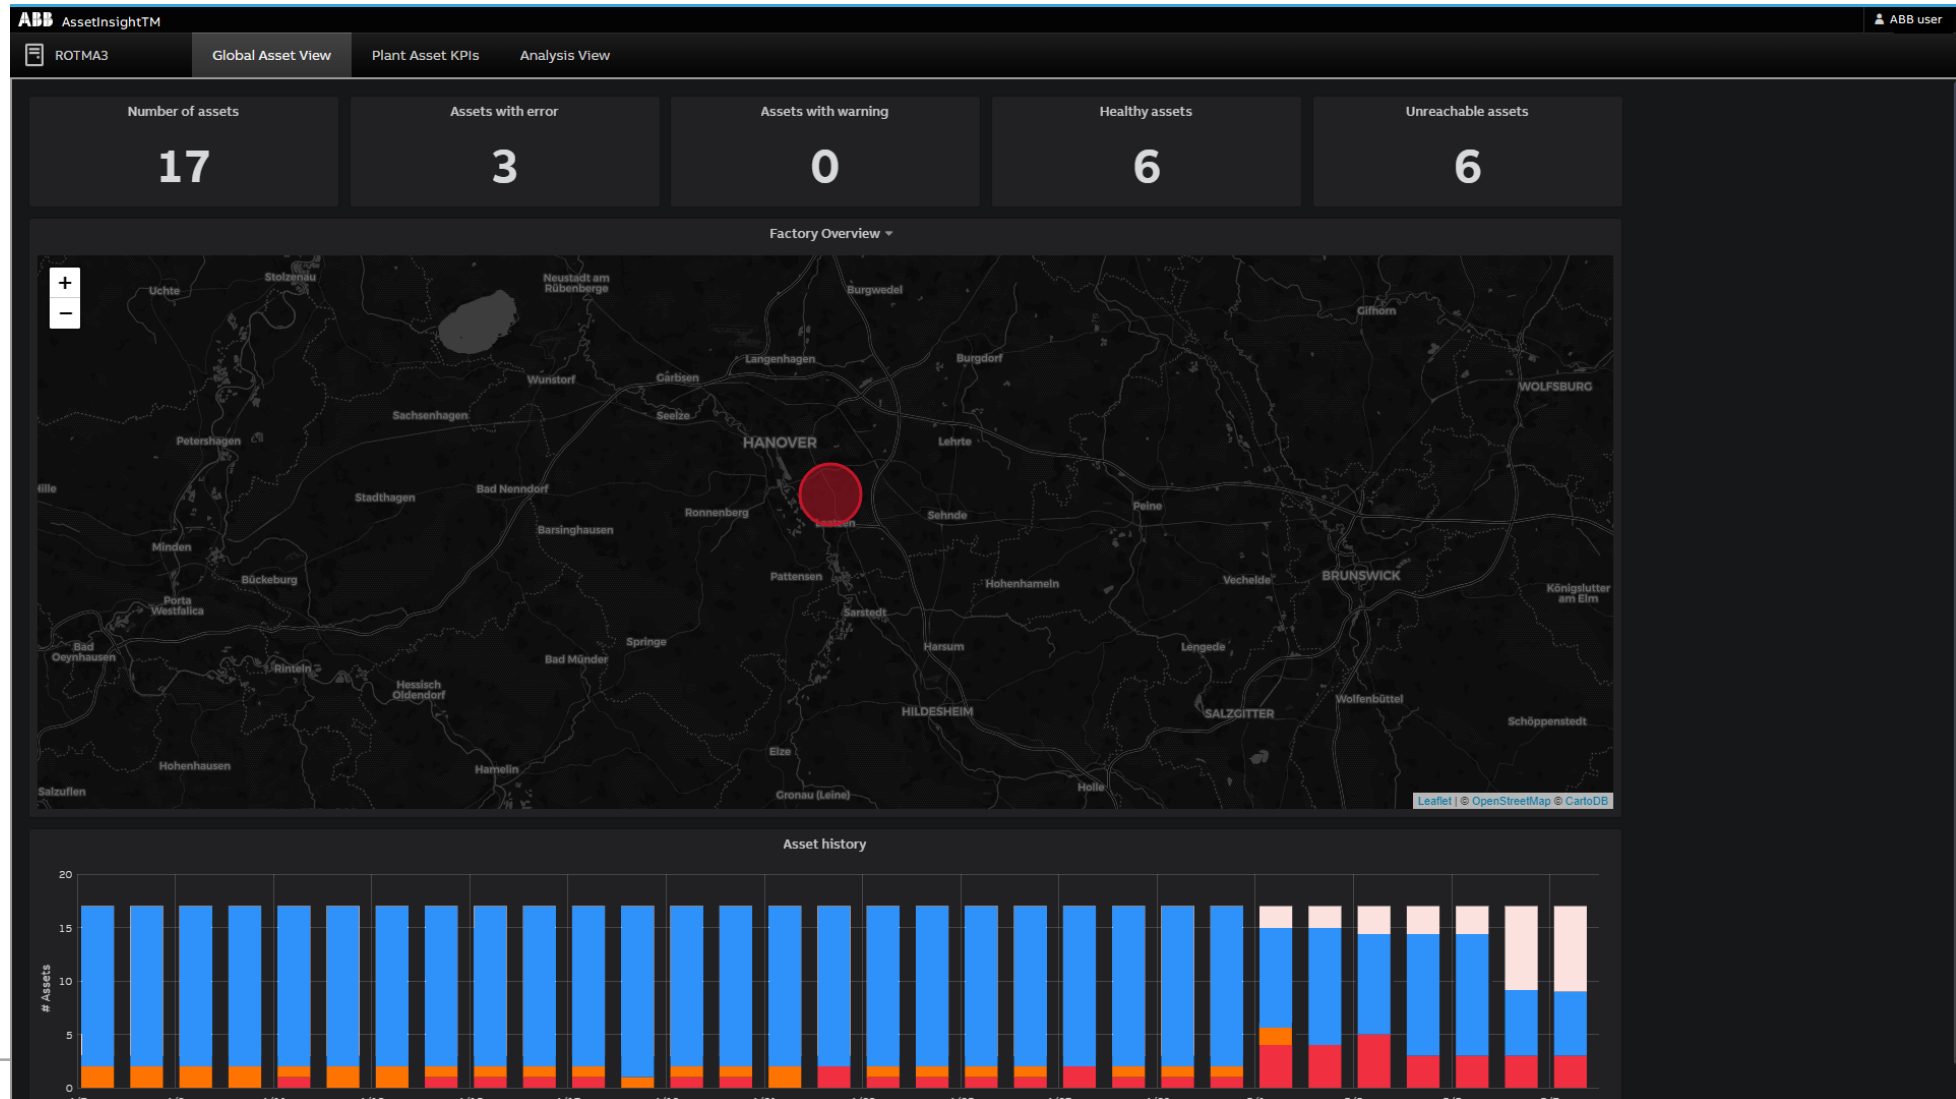 ABB AssetInsightTM
ABB user
ROTMA3
Global Asset View
Plant Asset KPIs
Analysis View
Number of assets
17
Assets with error
3
Assets with warning
0
Healthy assets
6
Unreachable assets
6
Factory Overview
+
−
Uchte
Stolzenau
Neustadt am
Rübenberge
Burgwedel
Gifhorn
Langenhagen
Burgdorf
Wunstorf
Garbsen
WOLFSBURG
Sachsenhagen
Seelze
Petershagen
HANOVER
Lehrte
Stadthagen
Bad Nenndorf
Ronnenberg
Sehnde
Peine
Laatzen
Barsinghausen
Minden
Bückeburg
Pattensen
Hohenhameln
Vechelde
BRUNSWICK
Königslutter
am Elm
Porta
Westfalica
Sarstedt
Bad
Oeynhausen
Springe
Harsum
Lengede
Rinteln
Bad Münder
Hessisch
Oldendorf
HILDESHEIM
SALZGITTER
Wolfenbüttel
Schöppenstedt
Elze
Hohenhausen
Hamelin
Holle
Salzuflen
Gronau (Leine)
Leaflet | © OpenStreetMap © CartoDB
Asset history
20
15
10
5
0
# Assets